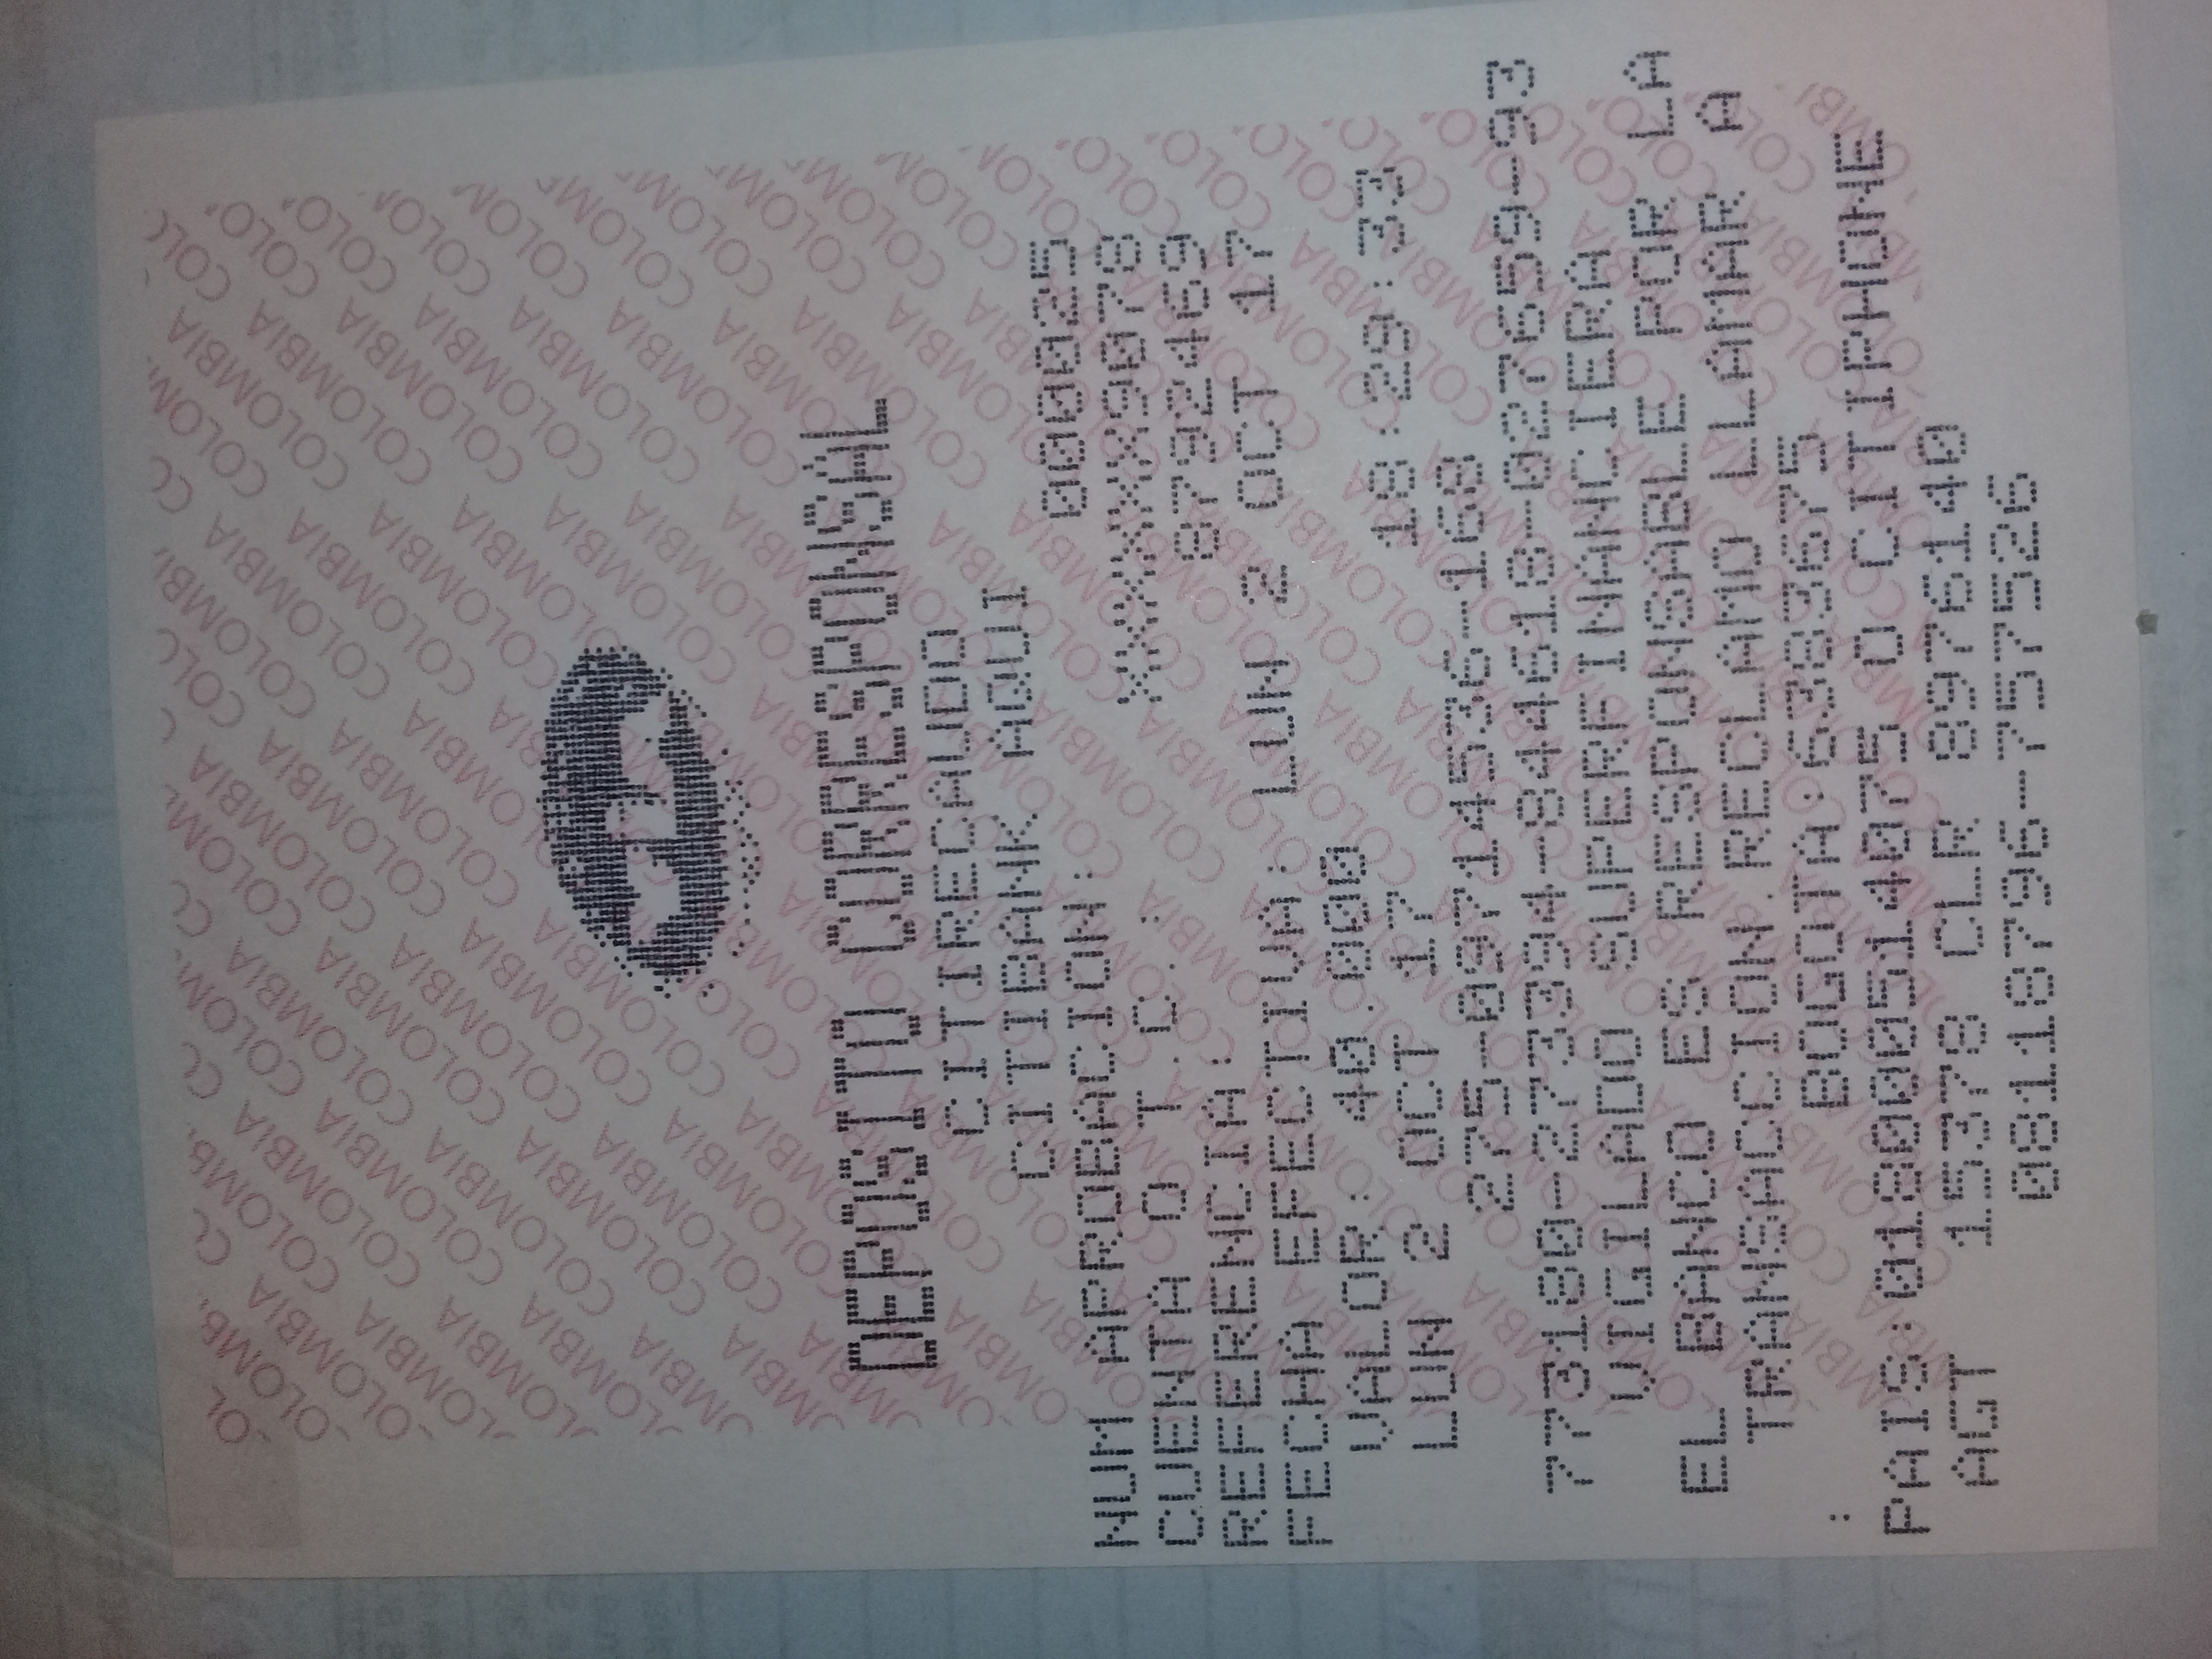 DEPOSITO CORRESPONSAL
CITIRECAUDO
CITIBANK AQUI
NUM APROBACION: 000025
CUENTA O T.C.: XXXXXX9078
REFERENCIA: 8792469
FECHA EFECTIVA: LUN 2 OCT 17
VALOR: 40.000
LUN 2 OCT 17 18:29:33
275-09714536-160
773180-273394-944618-027659-93
VIGILADO SUPERFINANCIERA
EL BANCO ES RESPONSABLE POR LA
TRANSACCION.RECLAMO LLAMAR A
BOGOTA:6383675
:
PAIS:018000514075 O CITIPHONE
AGT 15378 CLR 8976140
08118796-757526